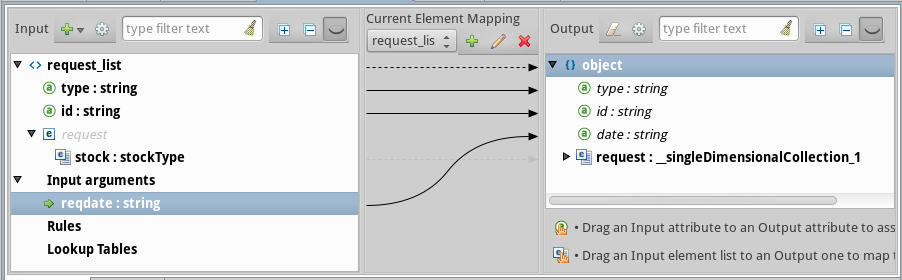 Input
type filter text
Current Element Mapping
request_lis
Output
type filter text
request_list
type : string
id : string
request
stock : stockType
Input arguments
reqdate : string
Rules
Lookup Tables
object
type : string
id : string
date : string
request : __singleDimensionalCollection_1
• Drag an Input attribute to an Output attribute to ass
• Drag an Input element list to an Output one to map t